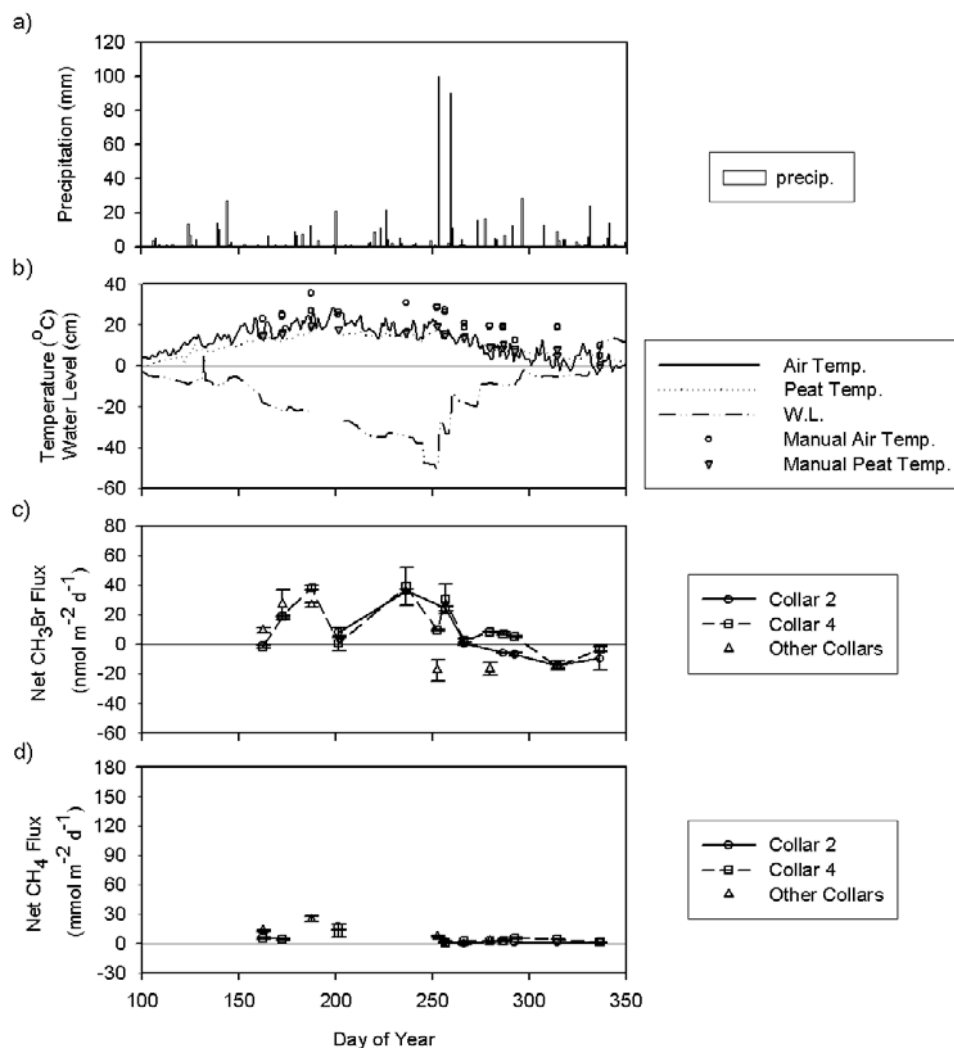 a)
Precipitation (mm)
120
100
80
60
40
20
0
precip.
b)
Temperature (°C)
Water Level (cm)
40
20
0
-20
-40
-60
Air Temp.
Peat Temp.
W.L.
Manual Air Temp.
Manual Peat Temp.
c)
Net CH₃Br Flux
(nmol m⁻² d⁻¹)
80
60
40
20
0
-20
-40
-60
Collar 2
Collar 4
Other Collars
d)
Net CH₄ Flux
(mmol m⁻² d⁻¹)
180
150
120
90
60
30
0
-30
Collar 2
Collar 4
Other Collars
100 150 200 250 300 350
Day of Year